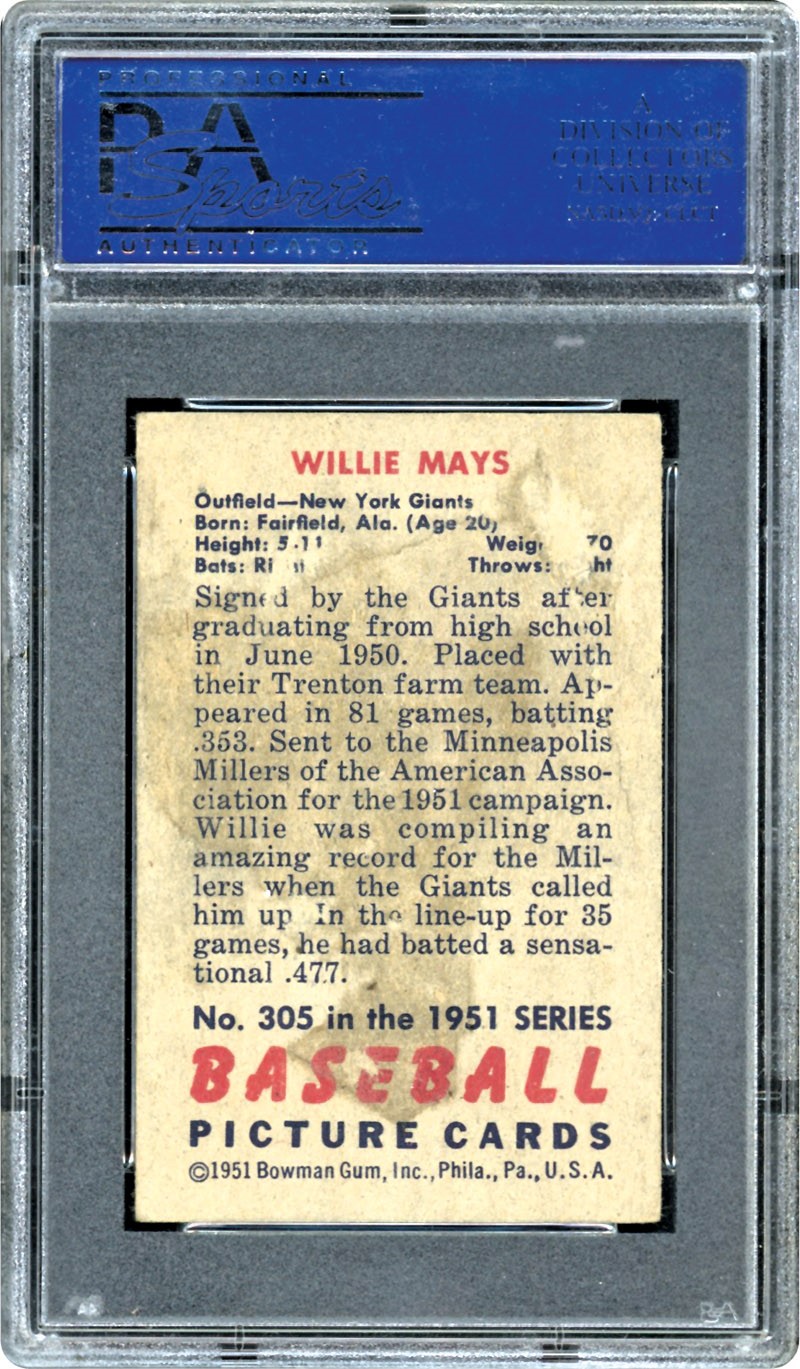 PROFESSIONAL
PSA
Sports
AUTHENTICATOR
A
DIVISION OF
COLLECTORS
UNIVERSE
NASDAQ: CLCT
WILLIE MAYS
Outfield—New York Giants
Born: Fairfield, Ala. (Age 20)
Height: 5-11 70
Bats: Throws:
Signed by the Giants after
graduating from high school
in June 1950. Placed with
their Trenton farm team. Ap-
peared in 81 games, batting
.353. Sent to the Minneapolis
Millers of the American Asso-
ciation for the 1951 campaign.
Willie was compiling an
amazing record for the Mil-
lers when the Giants called
him up In the line-up for 35
games, he had batted a sensa-
tional .477.
No. 305 in the 1951 SERIES
BASEBALL
PICTURE CARDS
©1951 Bowman Gum, Inc., Phila., Pa., U.S.A.
PSA